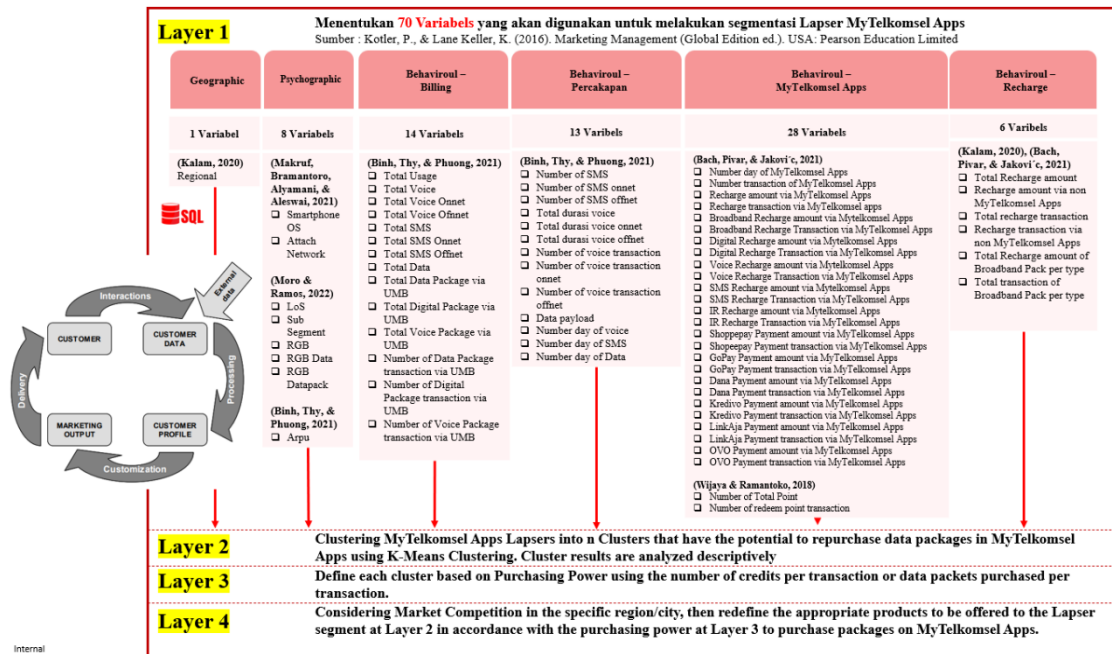 Layer 1
Menentukan 70 Variabels yang akan digunakan untuk melakukan segmentasi Lapser MyTelkomsel Apps
Sumber : Kotler, P., & Lane Keller, K. (2016). Marketing Management (Global Edition ed.). USA: Pearson Education Limited
Geographic
1 Variabel
(Kalam, 2020)
Regional
SQL
Psychographic
8 Variabels
(Makruf,
Bramantoro,
Alyamani, &
Aleswai, 2021)
❑ Smartphone
OS
❑ Attach
Network
(Moro &
Ramos, 2022)
❑ LoS
❑ Sub
Segment
❑ RGB
❑ RGB Data
❑ RGB
Datapack
(Binh, Thy, &
Phuong, 2021)
❑ Arpu
Behaviroul –
Billing
14 Variabels
(Binh, Thy, & Phuong, 2021)
❑ Total Usage
❑ Total Voice
❑ Total Voice Onnet
❑ Total Voice Ofnnet
❑ Total SMS
❑ Total SMS Onnet
❑ Total SMS Offnet
❑ Total Data
❑ Total Data Package via
UMB
❑ Total Digital Package via
UMB
❑ Total Voice Package via
UMB
❑ Number of Data Package
transaction via UMB
❑ Number of Digital
Package transaction via UMB
❑ Number of Voice Package
transaction via UMB
Behaviroul –
Percakapan
13 Varibels
(Binh, Thy, & Phuong, 2021)
❑ Number of SMS
❑ Number of SMS onnet
❑ Number of SMS offnet
❑ Total durasi voice
❑ Total durasi voice onnet
❑ Total durasi voice offnet
❑ Number of voice transaction
❑ Number of voice transaction
onnet
❑ Number of voice transaction
offnet
❑ Data payload
❑ Number day of voice
❑ Number day of SMS
❑ Number day of Data
Behaviroul –
MyTelkomsel Apps
28 Variabels
(Bach, Pivar, & Jakovi´c, 2021)
❑ Number day of MyTelkomsel Apps
❑ Number transaction of MyTelkomsel Apps
❑ Recharge amount via MyTelkomsel Apps
❑ Recharge transaction via MyTelkomsel apps
❑ Broadband Recharge amount via Mytelkomsel Apps
❑ Broadband Recharge Transaction via MyTelkomsel Apps
❑ Digital Recharge amount via Mytelkomsel Apps
❑ Digital Recharge Transaction via MyTelkomsel Apps
❑ Voice Recharge amount via Mytelkomsel Apps
❑ Voice Recharge Transaction via MyTelkomsel Apps
❑ SMS Recharge amount via Mytelkomsel Apps
❑ SMS Recharge Transaction via MyTelkomsel Apps
❑ IR Recharge amount via Mytelkomsel Apps
❑ IR Recharge Transaction via MyTelkomsel Apps
❑ Shoppepay Payment amount via MyTelkomsel Apps
❑ Shopeepay Payment transaction via MyTelkomsel Apps
❑ GoPay Payment amount via MyTelkomsel Apps
❑ GoPay Payment transaction via MyTelkomsel Apps
❑ Dana Payment amount via MyTelkomsel Apps
❑ Dana Payment transaction via MyTelkomsel Apps
❑ Kredivo Payment amount via MyTelkomsel Apps
❑ Kredivo Payment transaction via MyTelkomsel Apps
❑ LinkAja Payment amount via MyTelkomsel Apps
❑ LinkAja Payment transaction via MyTelkomsel Apps
❑ OVO Payment amount via MyTelkomsel Apps
❑ OVO Payment transaction via MyTelkomsel Apps
(Wijaya & Ramantoko, 2018)
❑ Number of Total Point
❑ Number of redeem point transaction
Behaviroul –
Recharge
6 Varibels
(Kalam, 2020), (Bach,
Pivar, & Jakovi´c, 2021)
❑ Total Recharge amount
❑ Recharge amount via non
MyTelkomsel Apps
❑ Total recharge transaction
❑ Recharge transaction via
non MyTelkomsel Apps
❑ Total Recharge amount of
Broadband Pack per type
❑ Total transaction of
Broadband Pack per type
Interactions
External data
CUSTOMER
CUSTOMER
DATA
Delivery
Processing
MARKETING
OUTPUT
CUSTOMER
PROFILE
Customization
Layer 2
Clustering MyTelkomsel Apps Lapsers into n Clusters that have the potential to repurchase data packages in MyTelkomsel
Apps using K-Means Clustering. Cluster results are analyzed descriptively
Layer 3
Define each cluster based on Purchasing Power using the number of credits per transaction or data packets purchased per
transaction.
Layer 4
Considering Market Competition in the specific region/city, then redefine the appropriate products to be offered to the Lapser
segment at Layer 2 in accordance with the purchasing power at Layer 3 to purchase packages on MyTelkomsel Apps.
Internal